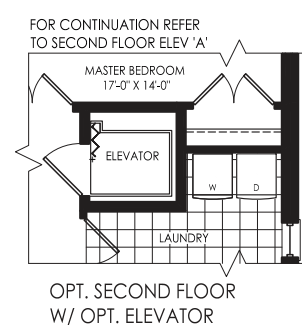 FOR CONTINUATION REFER
TO SECOND FLOOR ELEV 'A'
MASTER BEDROOM
17'-0" X 14'-0"
ELEVATOR
W D
LAUNDRY
OPT. SECOND FLOOR
W/ OPT. ELEVATOR